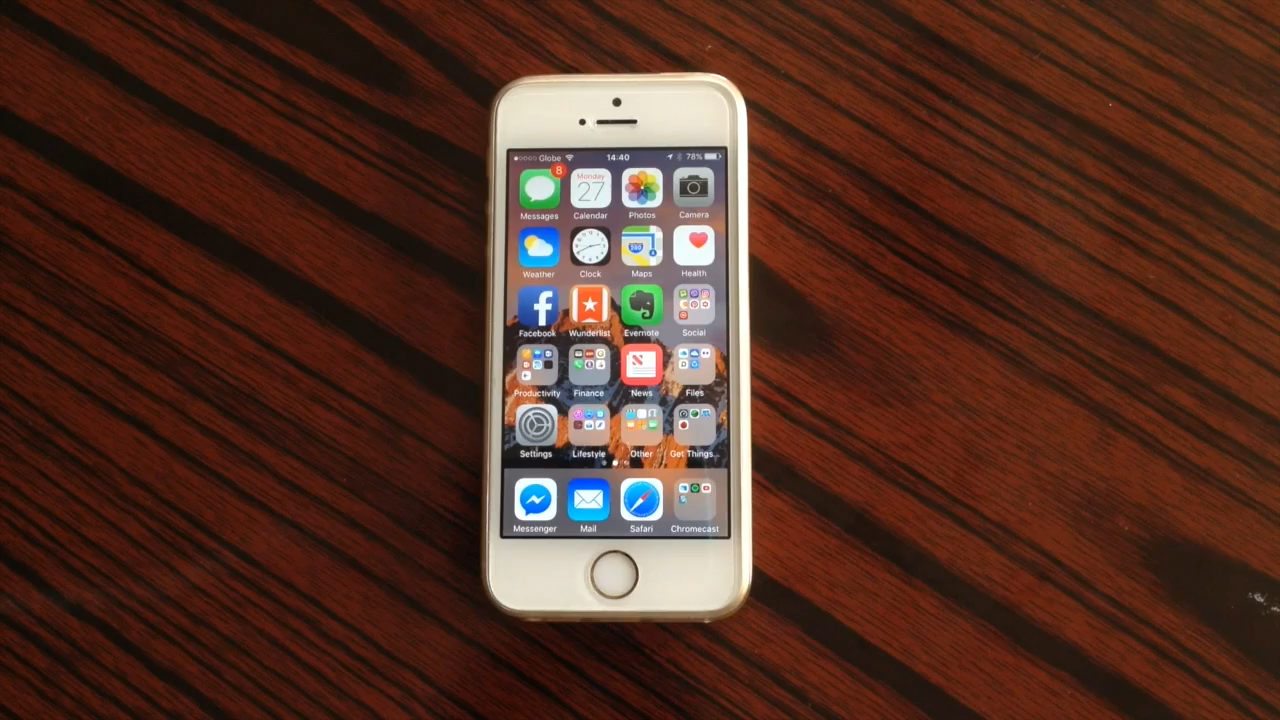 Globe 14:40 78%
8
Monday
27
Messages Calendar Photos Camera
280
Weather Clock Maps Health
Facebook Wunderlist Evernote Social
Productivity Finance News Files
Settings Lifestyle Other Get Things...
Messenger Mail Safari Chromecast